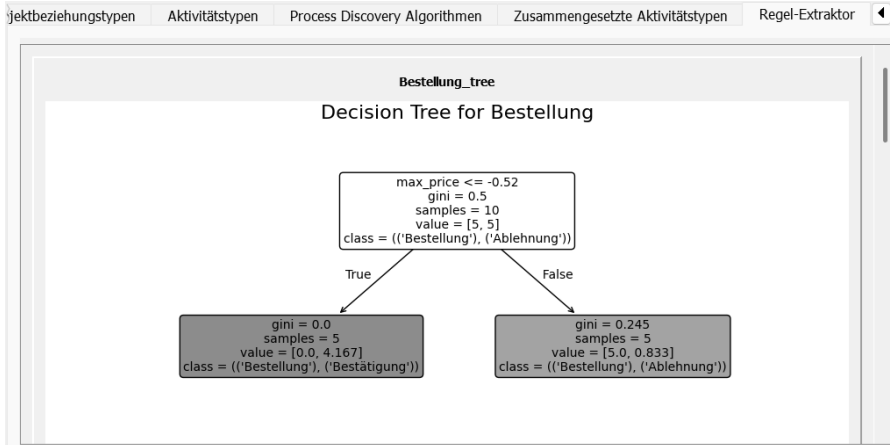 jektbeziehungstypen Aktivitätstypen Process Discovery Algorithmen Zusammengesetzte Aktivitätstypen Regel-Extraktor
Bestellung_tree
Decision Tree for Bestellung
max_price <= -0.52
gini = 0.5
samples = 10
value = [5, 5]
class = (('Bestellung'), ('Ablehnung'))
True
False
gini = 0.0
samples = 5
value = [0.0, 4.167]
class = (('Bestellung'), ('Bestätigung'))
gini = 0.245
samples = 5
value = [5.0, 0.833]
class = (('Bestellung'), ('Ablehnung'))